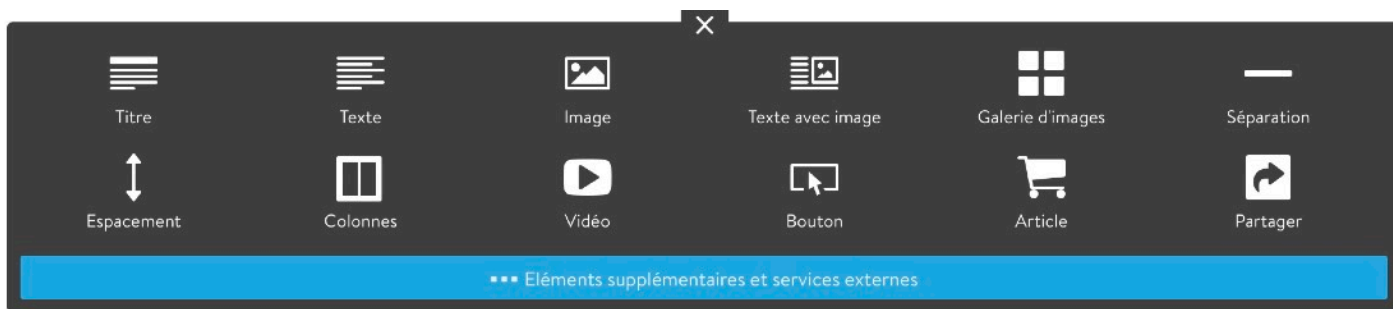 Titre
Texte
Image
Texte avec image
Galerie d'images
Séparation
Espacement
Colonnes
Vidéo
Bouton
Article
Partager
Eléments supplémentaires et services externes